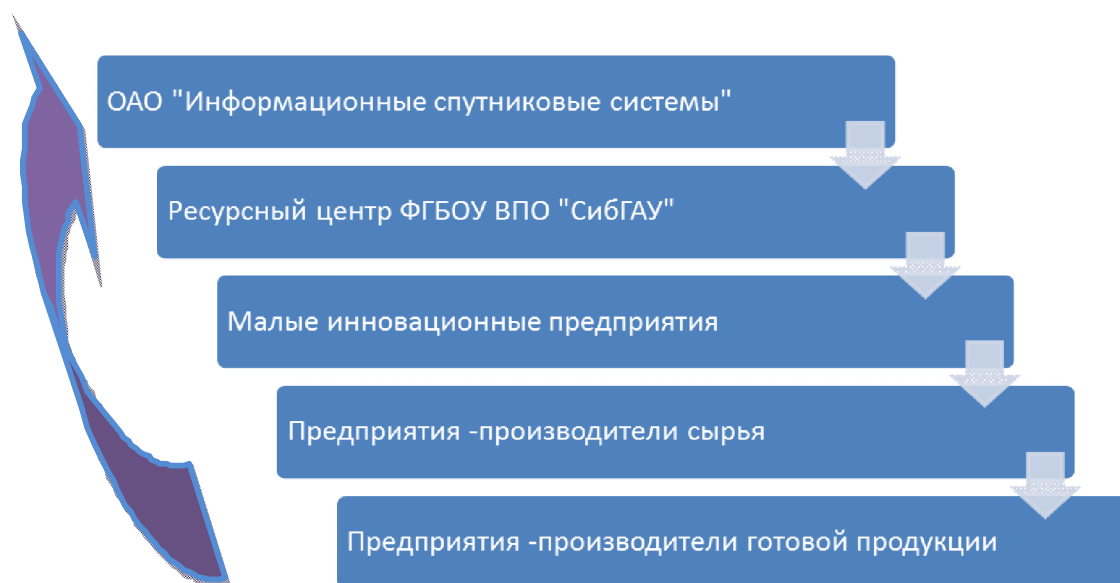 ОАО "Информационные спутниковые системы"
Ресурсный центр ФГБОУ ВПО "СибГАУ"
Малые инновационные предприятия
Предприятия -производители сырья
Предприятия -производители готовой продукции